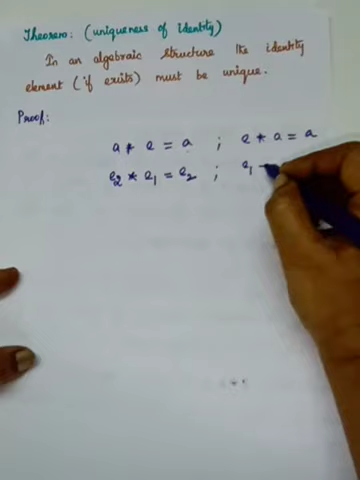 Theorem: (uniqueness of identity)
In an algebraic structure the identity
element (if exists) must be unique.
Proof:
a * e = a ; e * a = a
e₂ * e₁ = e₂ ; e₁